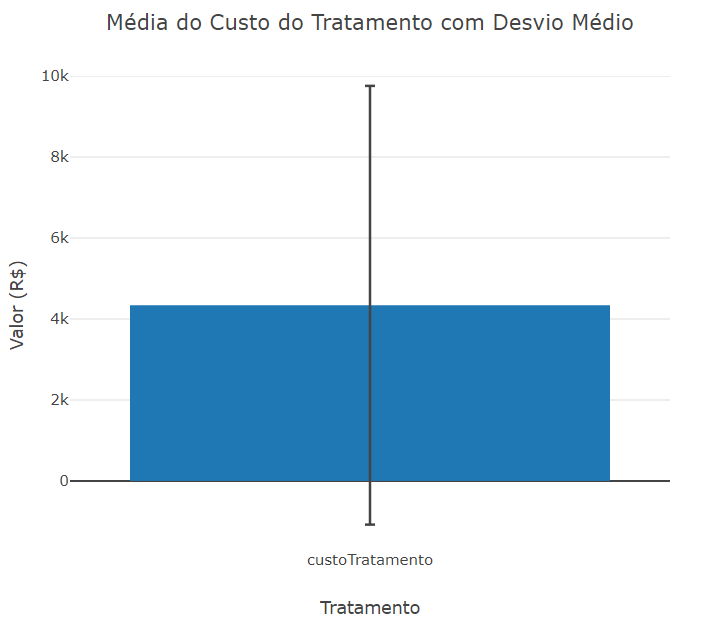 Média do Custo do Tratamento com Desvio Médio
10k
8k
6k
4k
2k
0
Valor (R$)
custoTratamento
Tratamento